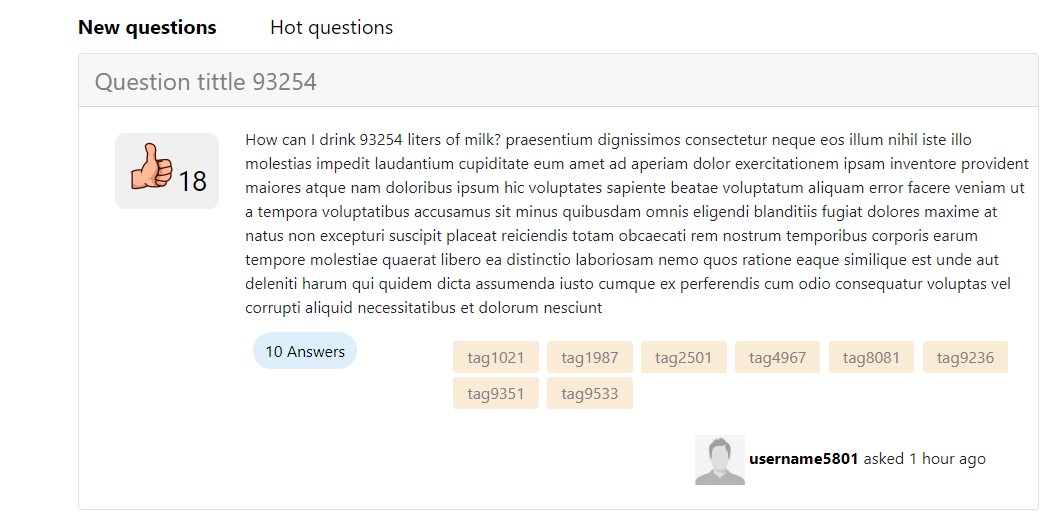 New questions Hot questions
Question tittle 93254
18
How can I drink 93254 liters of milk? praesentium dignissimos consectetur neque eos illum nihil iste illo
molestias impedit laudantium cupiditate eum amet ad aperiam dolor exercitationem ipsam inventore provident
maiores atque nam doloribus ipsum hic voluptates sapiente beatae voluptatum aliquam error facere veniam ut
a tempora voluptatibus accusamus sit minus quibusdam omnis eligendi blanditiis fugiat dolores maxime at
natus non excepturi suscipit placeat reiciendis totam obcaecati rem nostrum temporibus corporis earum
tempore molestiae quaerat libero ea distinctio laboriosam nemo quos ratione eaque similique est unde aut
deleniti harum qui quidem dicta assumenda iusto cumque ex perferendis cum odio consequatur voluptas vel
corrupti aliquid necessitatibus et dolorum nesciunt
10 Answers
tag1021 tag1987 tag2501 tag4967 tag8081 tag9236
tag9351 tag9533
username5801 asked 1 hour ago